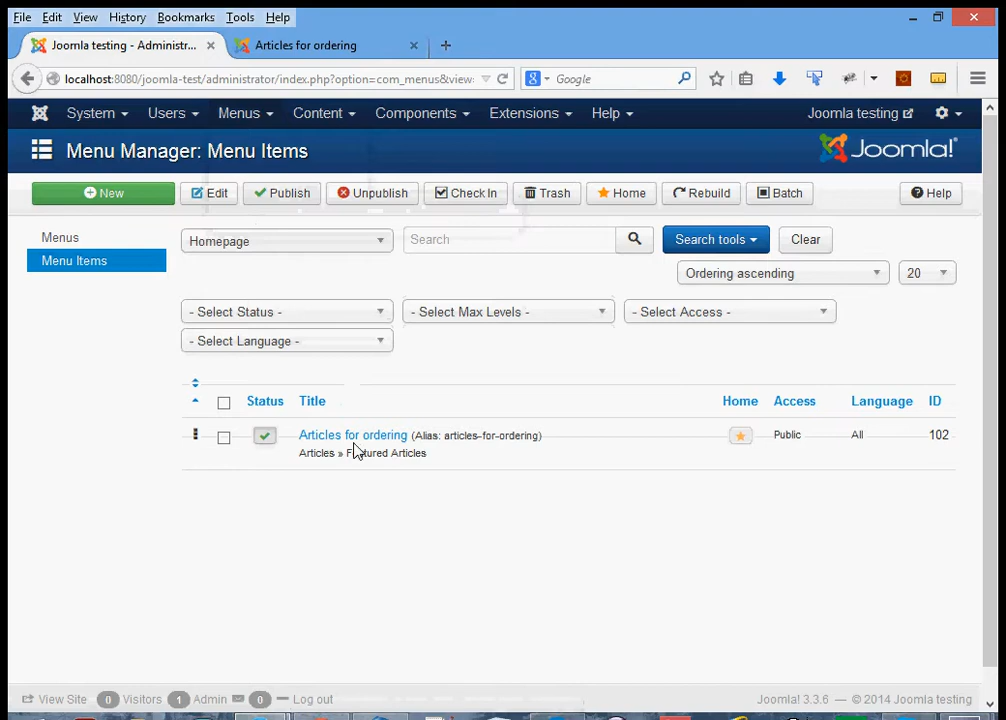 File Edit View History Bookmarks Tools Help
Joomla testing - Administr... × Articles for ordering × +
localhost:8080/joomla-test/administrator/index.php?option=com_menus&view= Google
System Users Menus Content Components Extensions Help Joomla testing
Menu Manager: Menu Items Joomla!
New Edit Publish Unpublish Check In Trash Home Rebuild Batch Help
Menus
Menu Items
Homepage Search Search tools Clear
Ordering ascending 20
- Select Status - - Select Max Levels - - Select Access -
- Select Language -
Status Title Home Access Language ID
Articles for ordering (Alias: articles-for-ordering) Public All 102
Articles » Featured Articles
View Site 0 Visitors 1 Admin 0 Log out Joomla! 3.3.6 — © 2014 Joomla testing